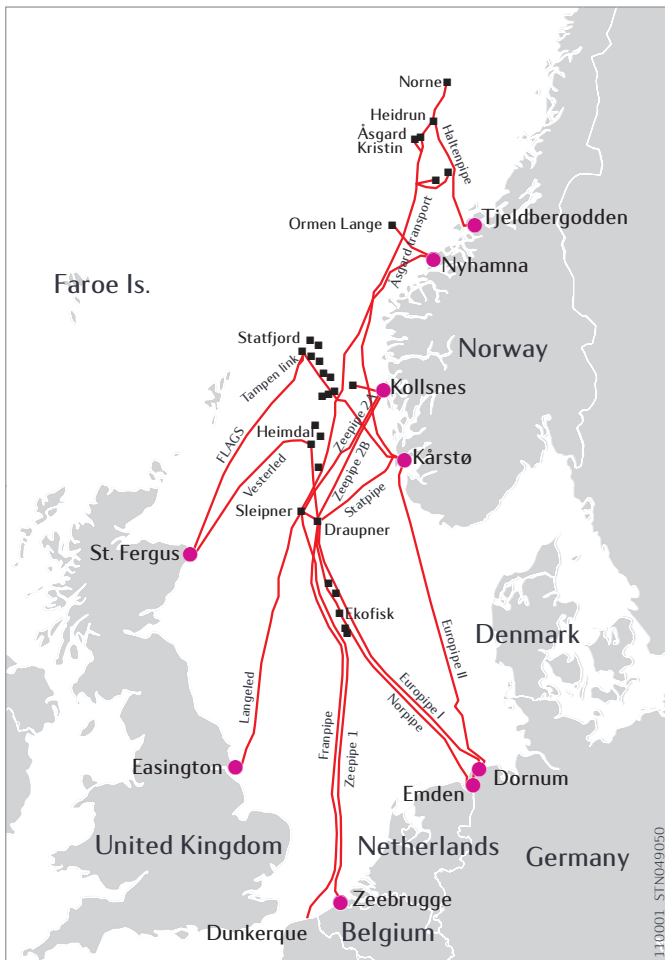 Norne
Heidrun
Åsgard
Kristin
Haltenpipe
Ormen Lange
Åsgard transport
Tjeldbergodden
Nyhamna
Faroe Is.
Statfjord
Tampen link
Norway
Kollsnes
FLAGS
Heimdal
Zeepipe 2A
Vesterled
Zeepipe 2B
Kårstø
Statpipe
Sleipner
Draupner
St. Fergus
Ekofisk
Denmark
Europipe II
Langeled
Franpipe
Zeepipe 1
Europipe I
Norpipe
Easington
Dornum
Emden
United Kingdom
Netherlands
Germany
Zeebrugge
Dunkerque
Belgium
110001 STN049050